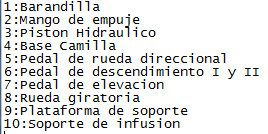 1:Barandilla
2:Mango de empuje
3:Piston Hidraulico
4:Base Camilla
5:Pedal de rueda direccional
6:Pedal de descendimiento I y II
7:Pedal de elevacion
8:Rueda giratoria
9:Plataforma de soporte
10:Soporte de infusion